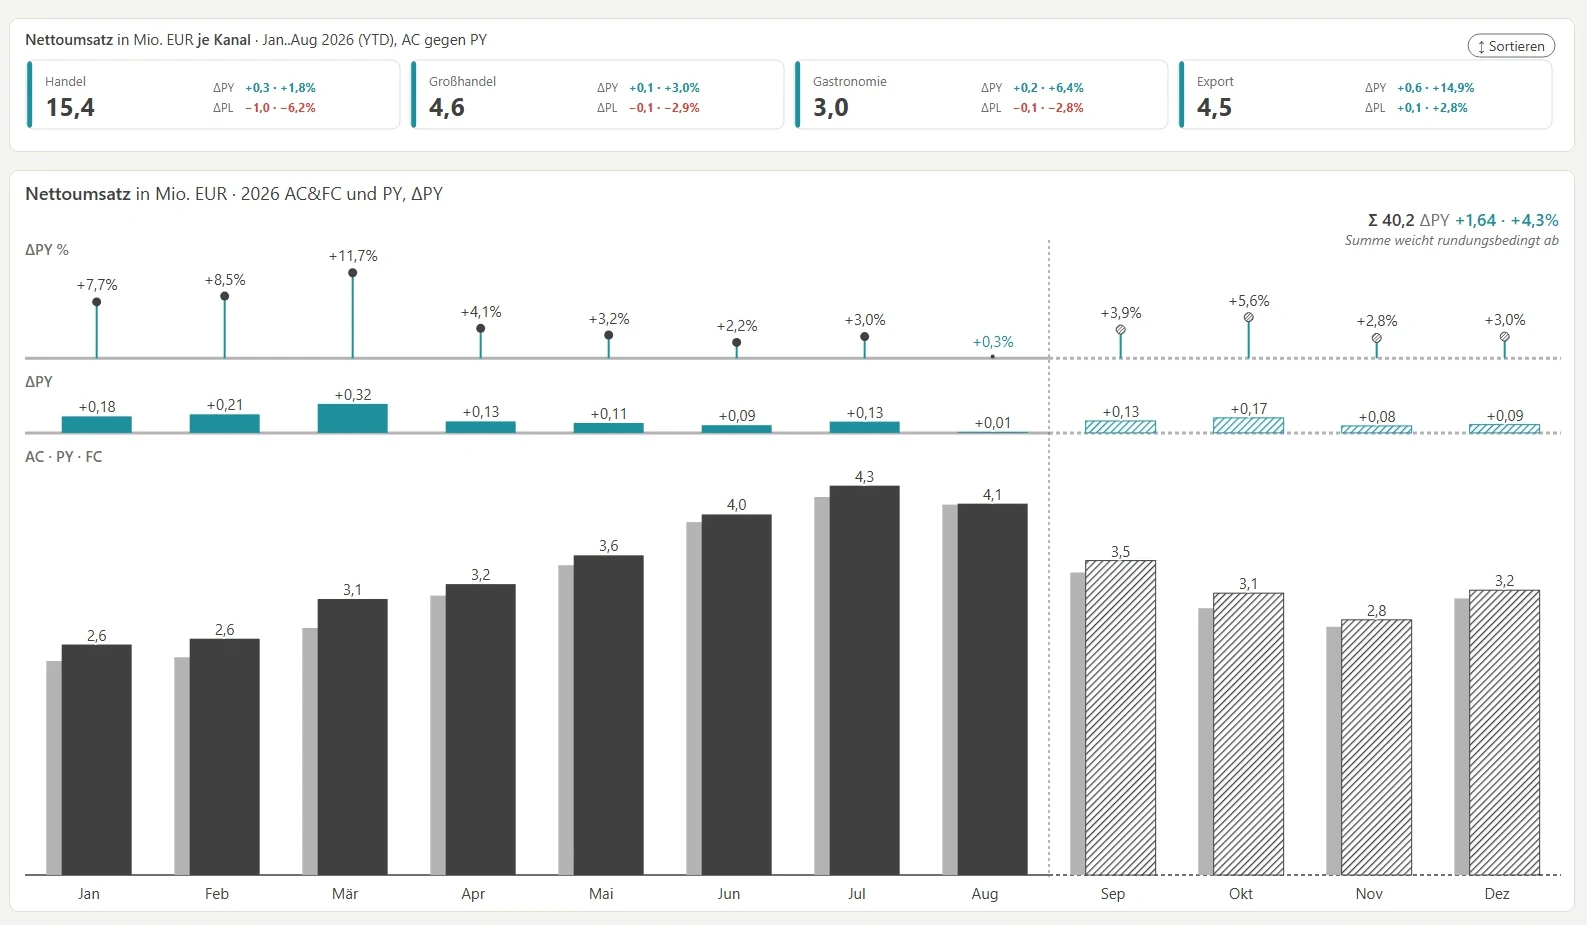 Nettoumsatz in Mio. EUR je Kanal · Jan..Aug 2026 (YTD), AC gegen PY
↕ Sortieren
Handel
15,4
ΔPY +0,3 · +1,8%
ΔPL −1,0 · −6,2%
Großhandel
4,6
ΔPY +0,1 · +3,0%
ΔPL −0,1 · −2,9%
Gastronomie
3,0
ΔPY +0,2 · +6,4%
ΔPL −0,1 · −2,8%
Export
4,5
ΔPY +0,6 · +14,9%
ΔPL +0,1 · +2,8%
Nettoumsatz in Mio. EUR · 2026 AC&FC und PY, ΔPY
Σ 40,2 ΔPY +1,64 · +4,3%
Summe weicht rundungsbedingt ab
ΔPY %
+7,7% +8,5% +11,7% +4,1% +3,2% +2,2% +3,0% +0,3% +3,9% +5,6% +2,8% +3,0%
ΔPY
+0,18 +0,21 +0,32 +0,13 +0,11 +0,09 +0,13 +0,01 +0,13 +0,17 +0,08 +0,09
AC · PY · FC
2,6 2,6 3,1 3,2 3,6 4,0 4,3 4,1 3,5 3,1 2,8 3,2
Jan Feb Mär Apr Mai Jun Jul Aug Sep Okt Nov Dez